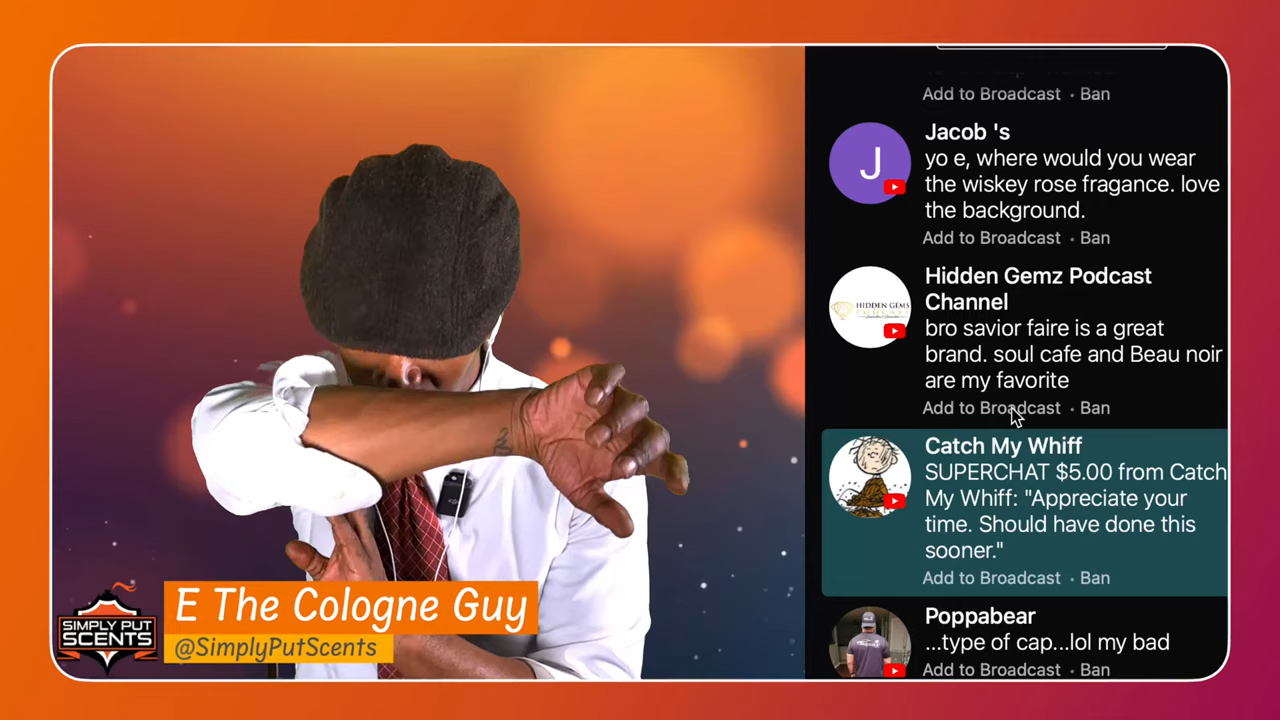 Add to Broadcast · Ban
Jacob 's
yo e, where would you wear
the wiskey rose fragance. love
the background.
Add to Broadcast · Ban
J
Hidden Gemz Podcast
Channel
bro savior faire is a great
brand. soul cafe and Beau noir
are my favorite
Add to Broadcast · Ban
HIDDEN GEMS
PODCAST
Catch My Whiff
SUPERCHAT $5.00 from Catch
My Whiff: "Appreciate your
time. Should have done this
sooner."
Add to Broadcast · Ban
Poppabear
...type of cap...lol my bad
Add to Broadcast · Ban
SIMPLY PUT
SCENTS
E The Cologne Guy
@SimplyPutScents